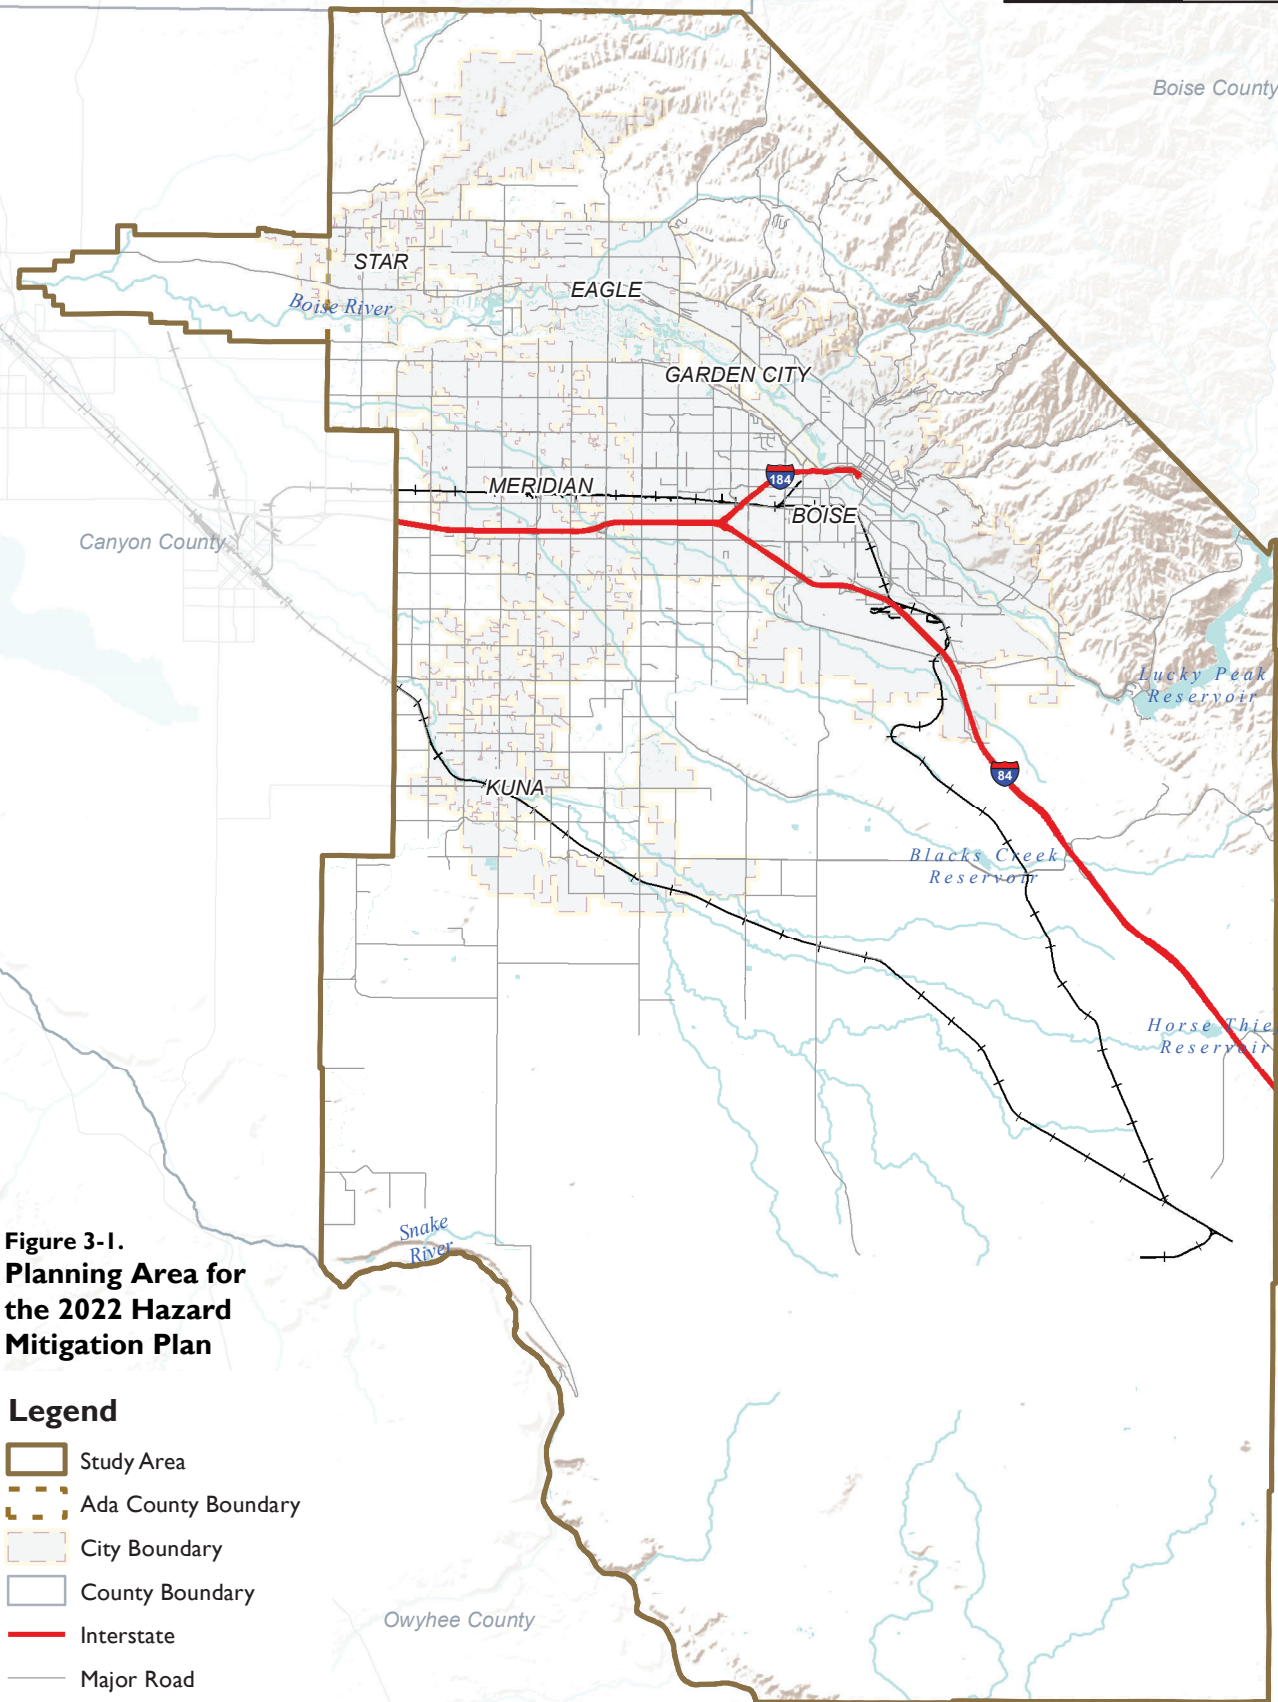 Boise County
STAR
EAGLE
Boise River
GARDEN CITY
184
MERIDIAN
BOISE
Canyon County
Lucky Peak
Reservoir
84
KUNA
Blacks Creek
Reservoir
Horse Thie
Reservoir
Snake
River
Figure 3-1.
Planning Area for
the 2022 Hazard
Mitigation Plan
Legend
Study Area
Ada County Boundary
City Boundary
County Boundary
Owyhee County
Interstate
Major Road